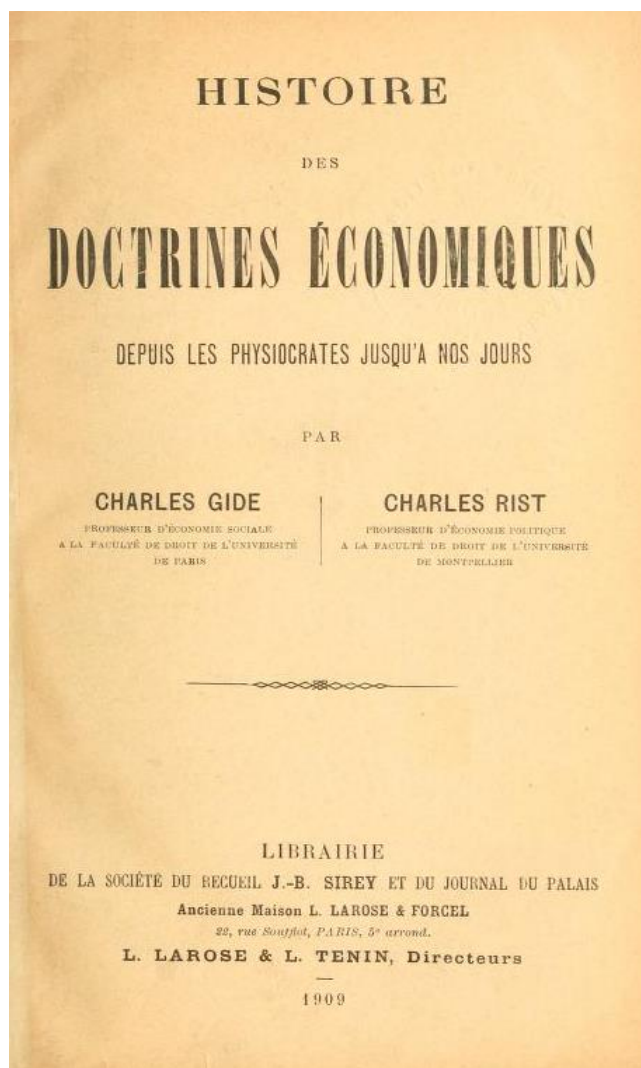 HISTOIRE
DES
DOCTRINES ÉCONOMIQUES
DEPUIS LES PHYSIOCRATES JUSQU'A NOS JOURS
PAR
CHARLES GIDE
PROFESSEUR D'ÉCONOMIE SOCIALE
A LA FACULTÉ DE DROIT DE L'UNIVERSITÉ
DE PARIS
CHARLES RIST
PROFESSEUR D'ÉCONOMIE POLITIQUE
A LA FACULTÉ DE DROIT DE L'UNIVERSITÉ
DE MONTPELLIER
LIBRAIRIE
DE LA SOCIÉTÉ DU RECUEIL J.-B. SIREY ET DU JOURNAL DU PALAIS
Ancienne Maison L. LAROSE & FORCEL
22, rue Soufflot, PARIS, 5e arrond.
L. LAROSE & L. TENIN, Directeurs
1909